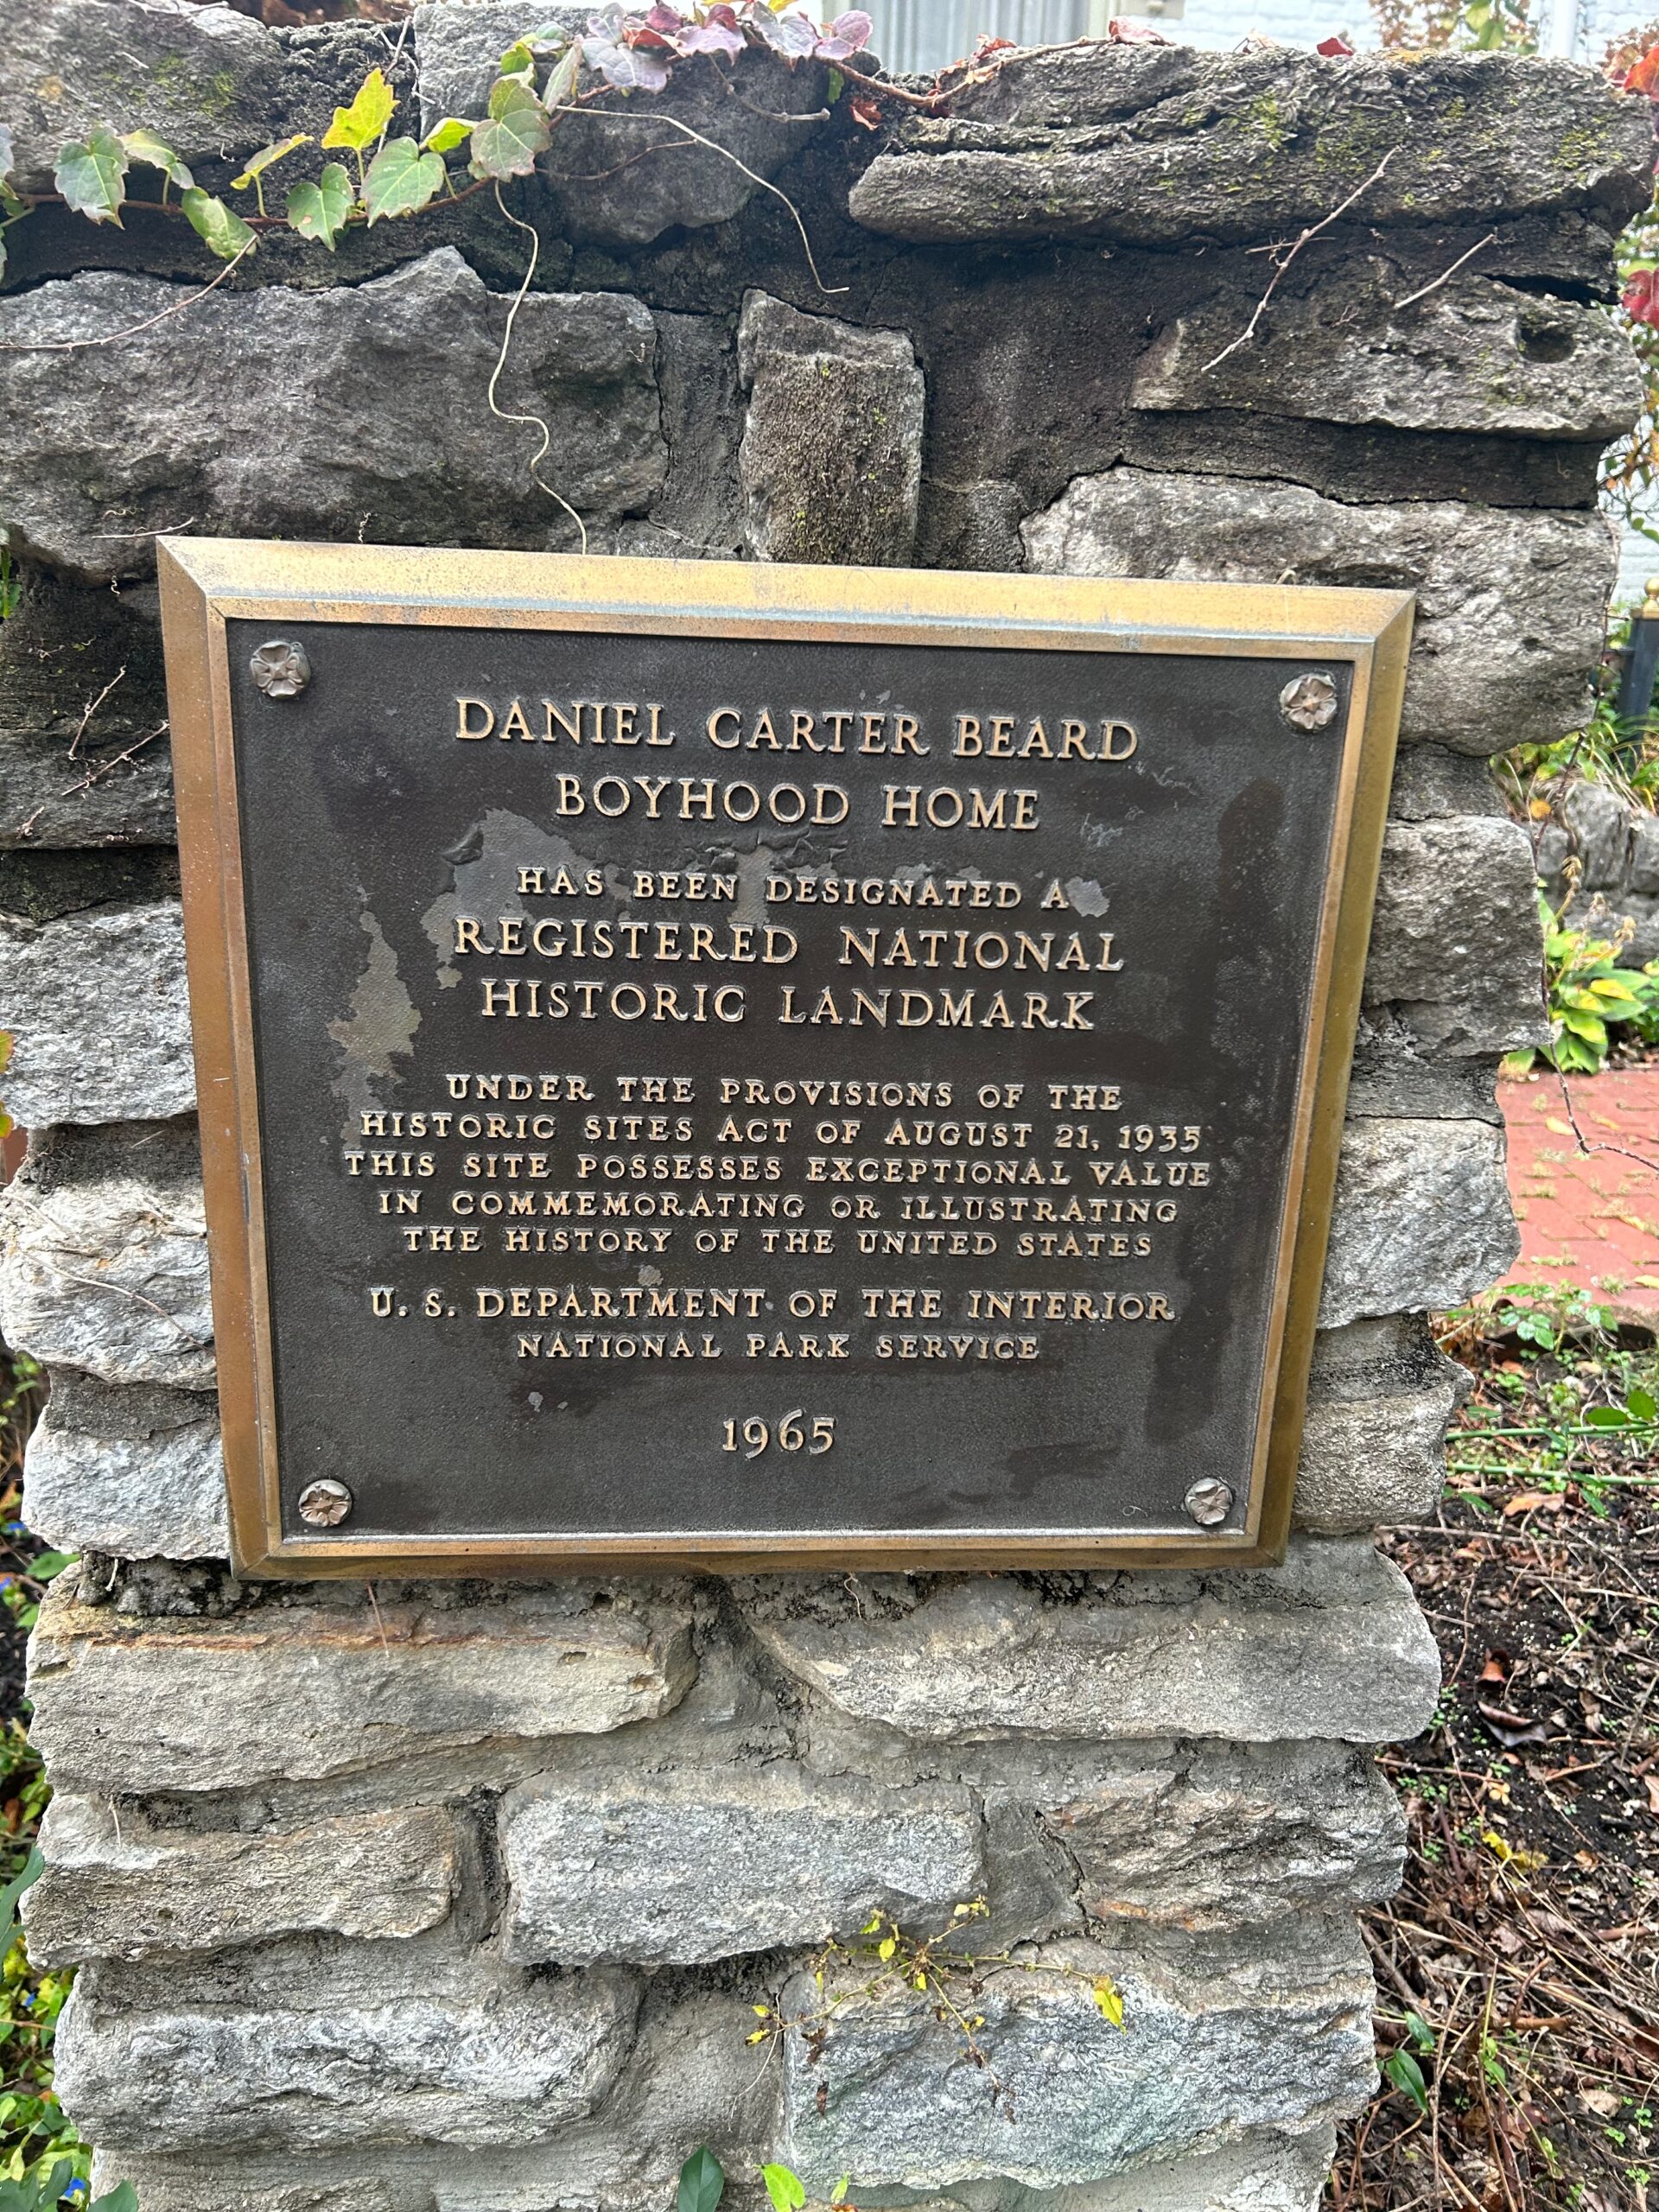 DANIEL CARTER BEARD
BOYHOOD HOME
HAS BEEN DESIGNATED A
REGISTERED NATIONAL
HISTORIC LANDMARK
UNDER THE PROVISIONS OF THE
HISTORIC SITES ACT OF AUGUST 21, 1935
THIS SITE POSSESSES EXCEPTIONAL VALUE
IN COMMEMORATING OR ILLUSTRATING
THE HISTORY OF THE UNITED STATES
U. S. DEPARTMENT OF THE INTERIOR
NATIONAL PARK SERVICE
1965